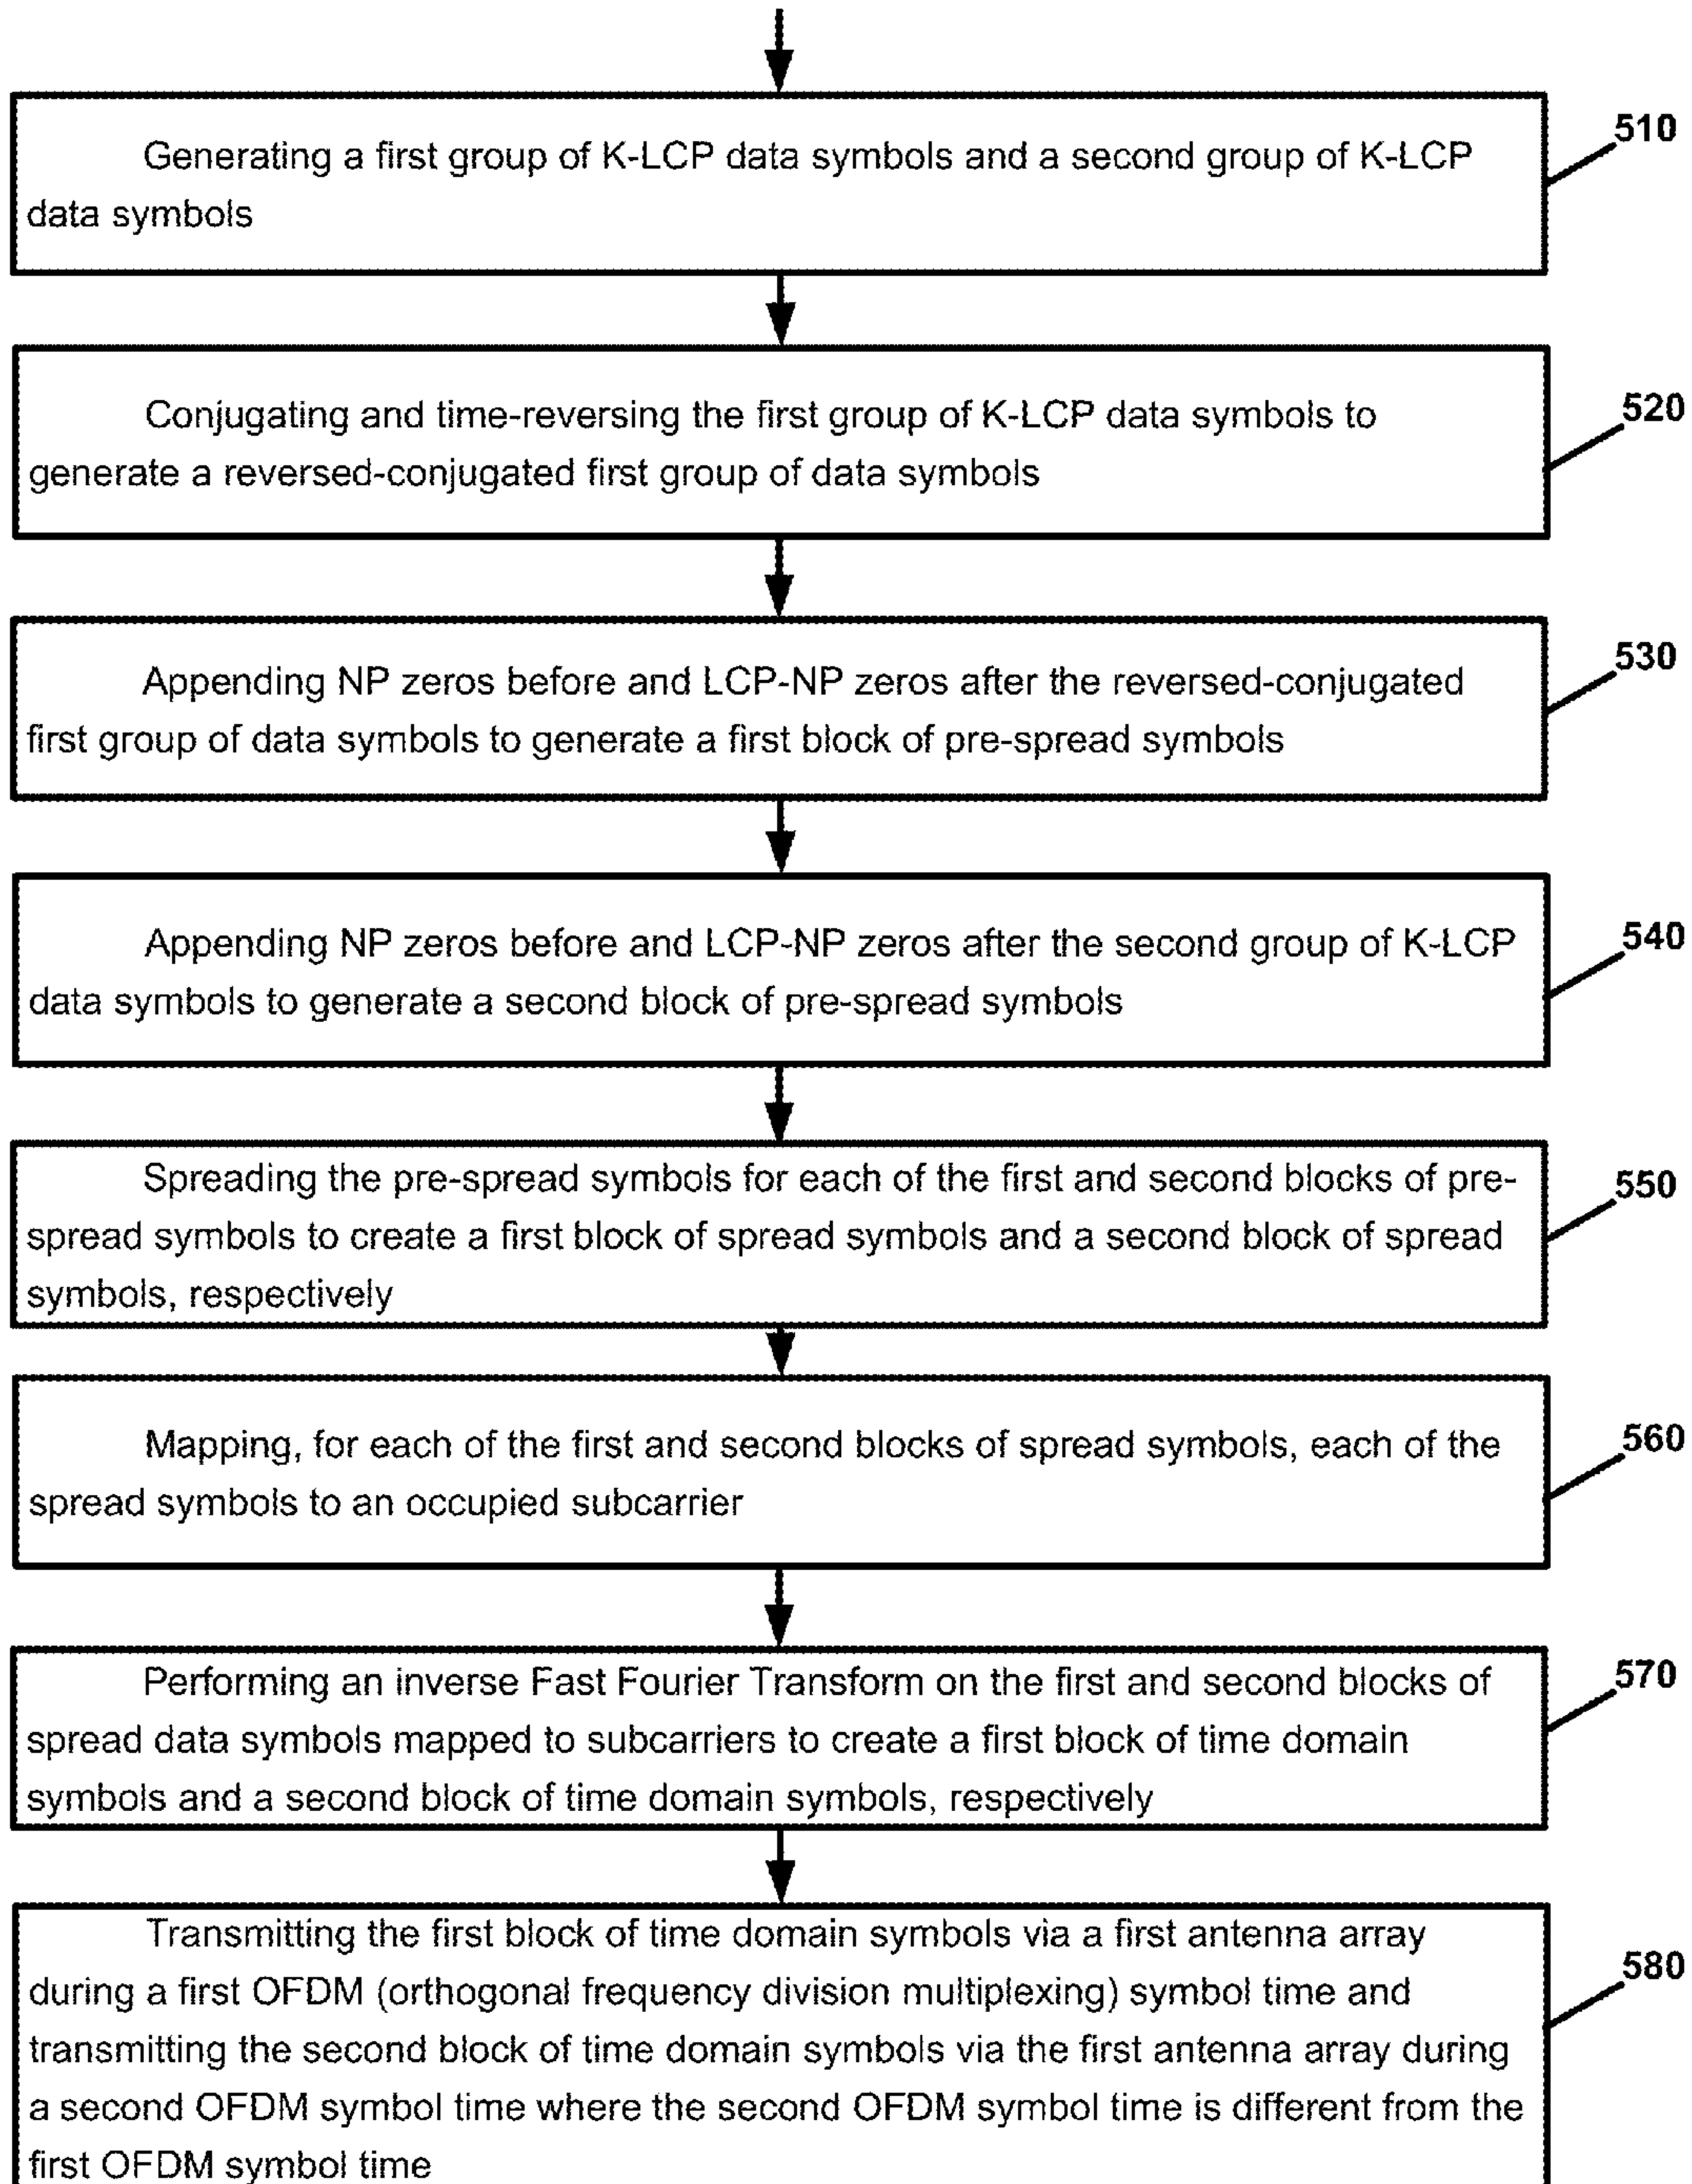 510
Generating a first group of K-LCP data symbols and a second group of K-LCP
data symbols
520
Conjugating and time-reversing the first group of K-LCP data symbols to
generate a reversed-conjugated first group of data symbols
530
Appending NP zeros before and LCP-NP zeros after the reversed-conjugated
first group of data symbols to generate a first block of pre-spread symbols
540
Appending NP zeros before and LCP-NP zeros after the second group of K-LCP
data symbols to generate a second block of pre-spread symbols
550
Spreading the pre-spread symbols for each of the first and second blocks of pre-
spread symbols to create a first block of spread symbols and a second block of spread
symbols, respectively
560
Mapping, for each of the first and second blocks of spread symbols, each of the
spread symbols to an occupied subcarrier
570
Performing an inverse Fast Fourier Transform on the first and second blocks of
spread data symbols mapped to subcarriers to create a first block of time domain
symbols and a second block of time domain symbols, respectively
580
Transmitting the first block of time domain symbols via a first antenna array
during a first OFDM (orthogonal frequency division multiplexing) symbol time and
transmitting the second block of time domain symbols via the first antenna array during
a second OFDM symbol time where the second OFDM symbol time is different from the
first OFDM symbol time